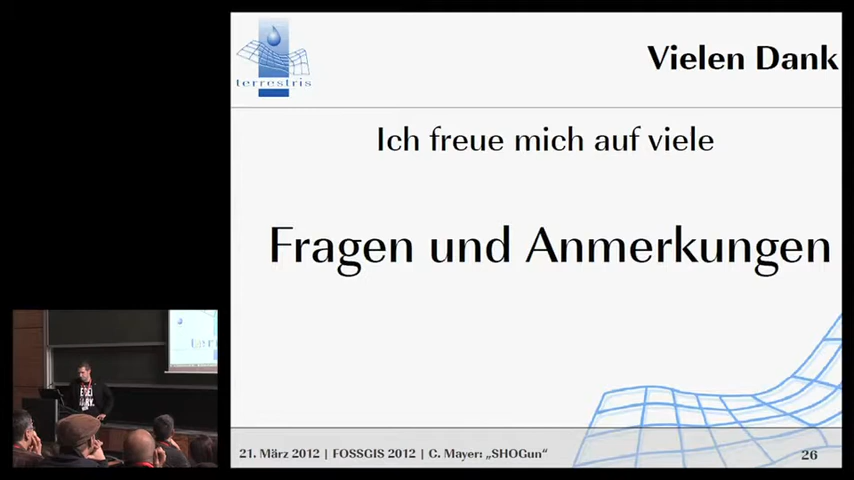 terrestris
Vielen Dank
Ich freue mich auf viele
Fragen und Anmerkungen
21. März 2012 | FOSSGIS 2012 | C. Mayer: „SHOGun“
26